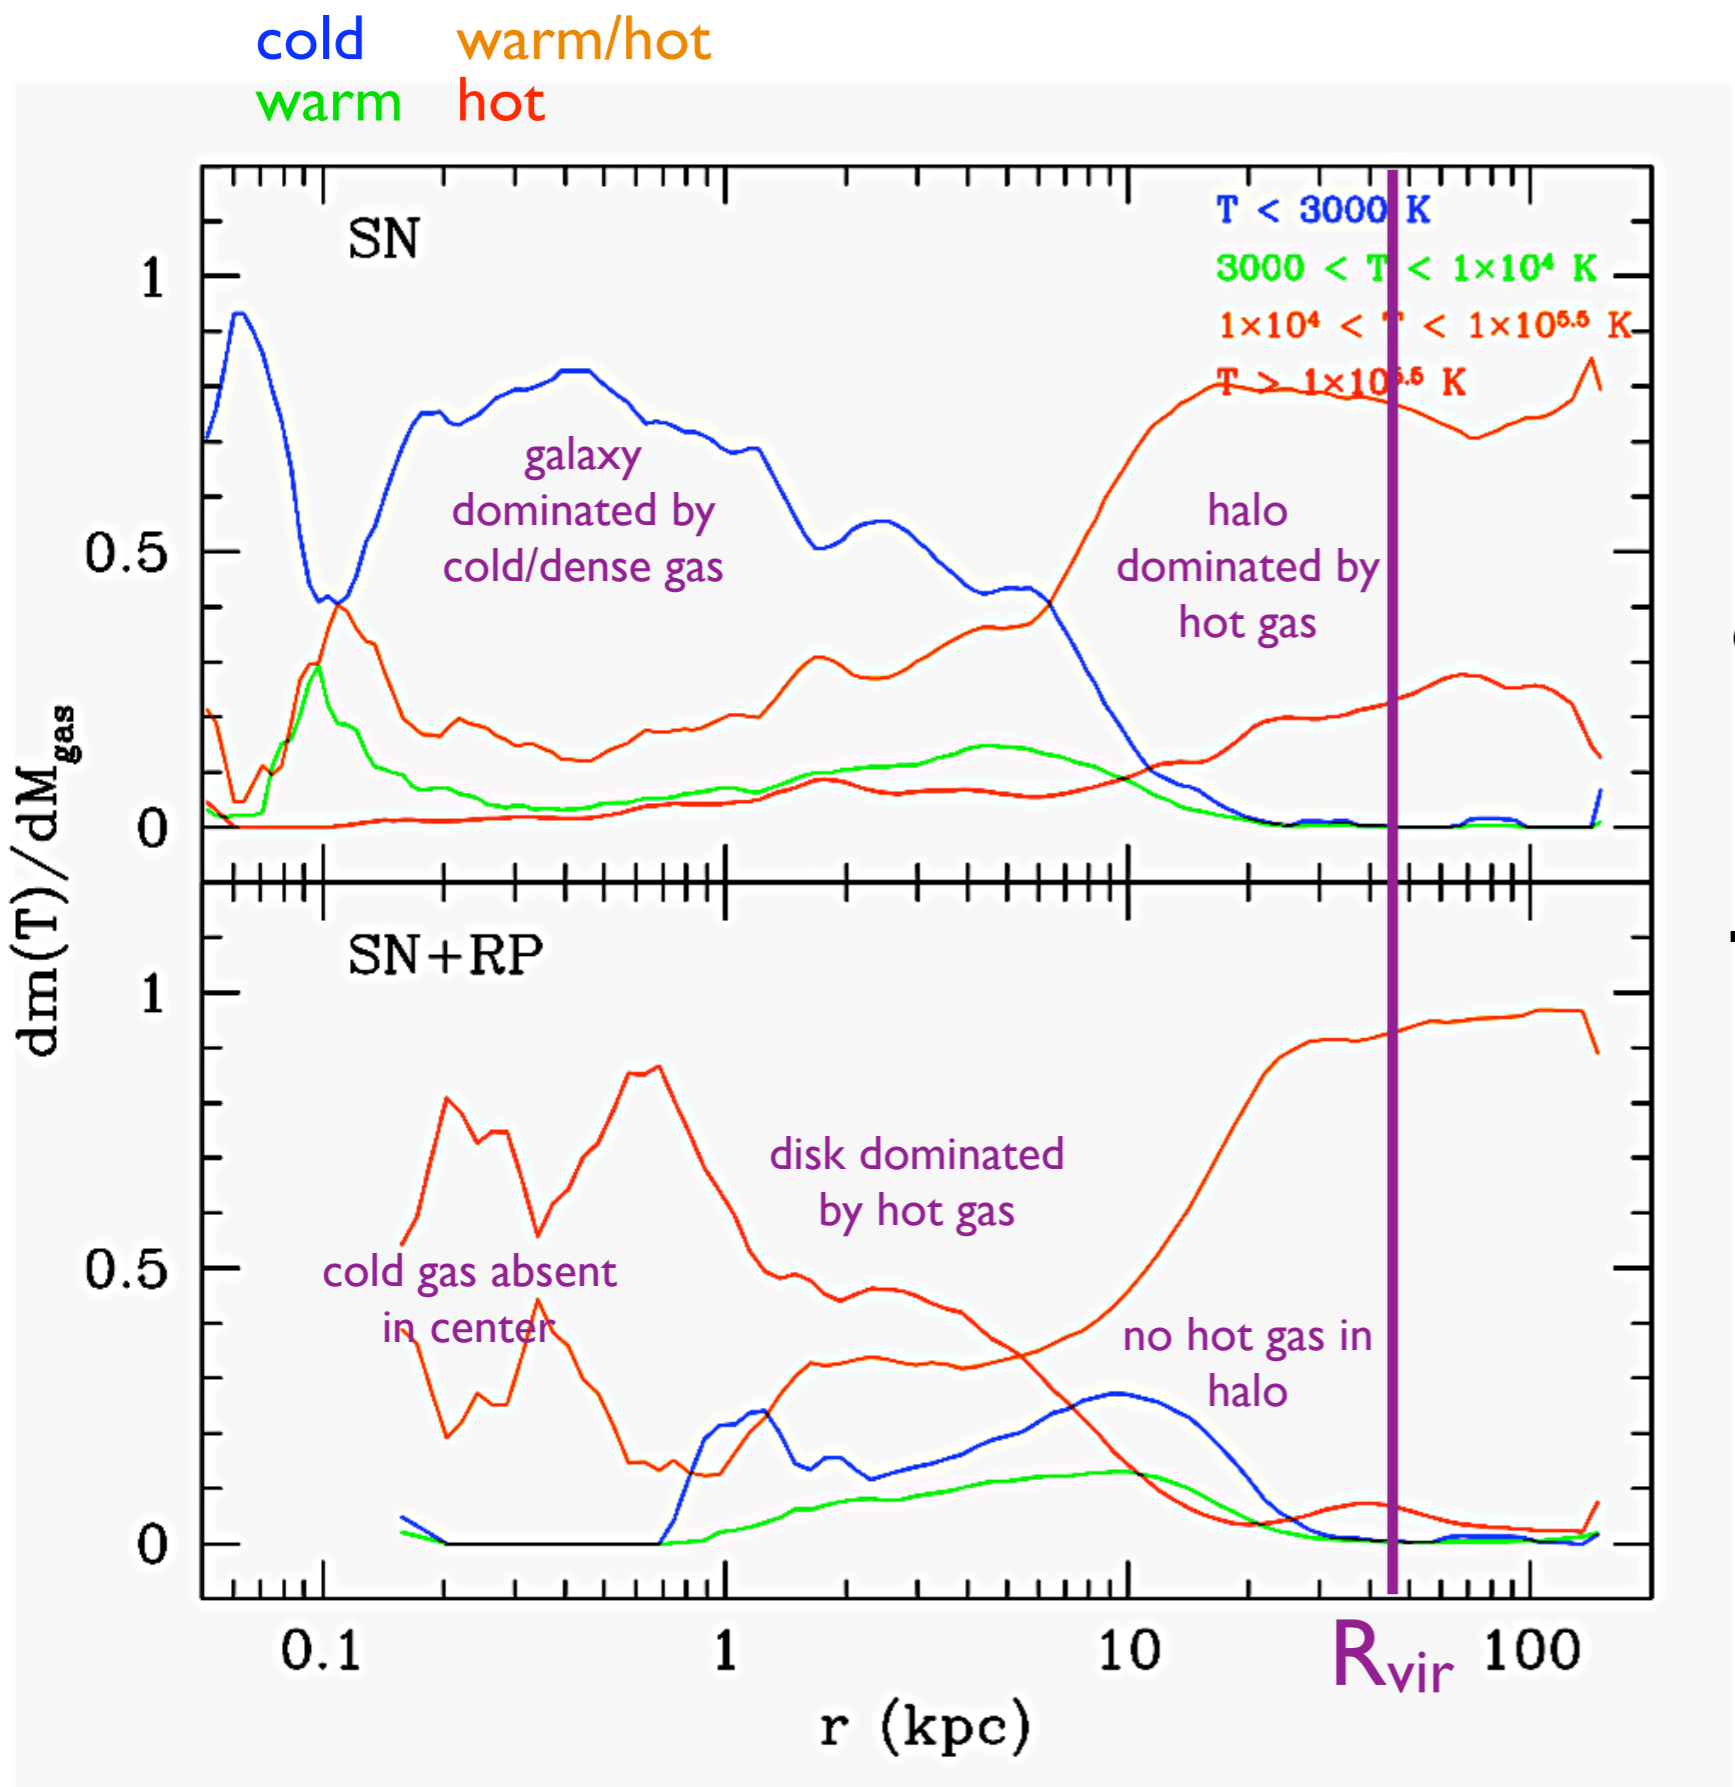 cold warm/hot
warm hot
SN
T < 3000 K
3000 < T < 1×10⁴ K
1×10⁴ < T < 1×10⁵·⁵ K
T > 1×10⁵·⁵ K
galaxy
dominated by
cold/dense gas
halo
dominated by
hot gas
1
0.5
0
dm(T)/dM_gas
SN+RP
disk dominated
by hot gas
cold gas absent
in center
no hot gas in
halo
1
0.5
0
0.1 1 10 100
R_vir
r (kpc)